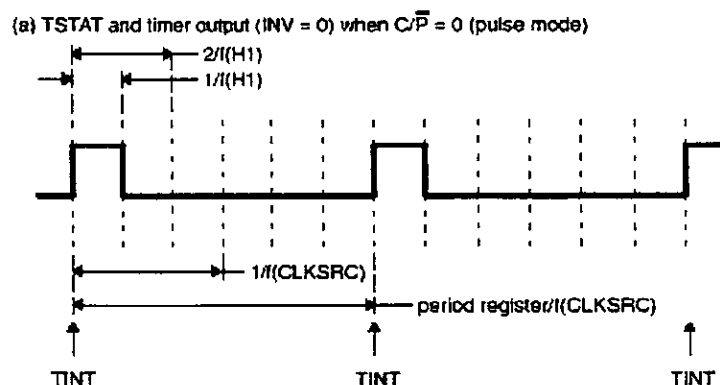 (a) TSTAT and timer output (INV = 0) when C/P̅ = 0 (pulse mode)
2/f(H1)
1/f(H1)
1/f(CLKSRC)
period register/f(CLKSRC)
TINT TINT TINT